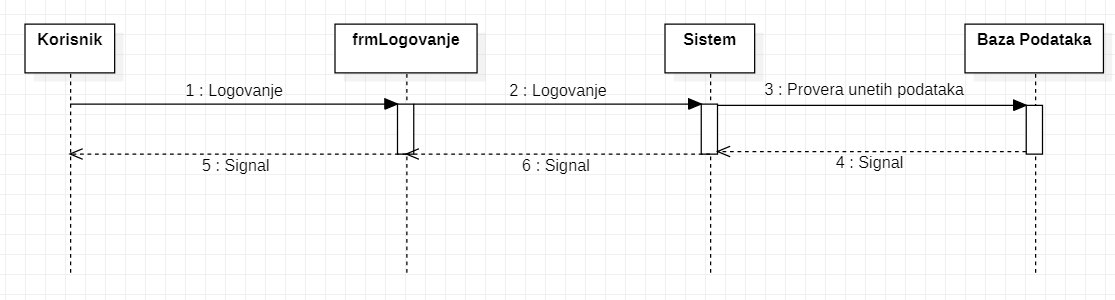 Korisnik
frmLogovanje
Sistem
Baza Podataka
1 : Logovanje
2 : Logovanje
3 : Provera unetih podataka
5 : Signal
6 : Signal
4 : Signal